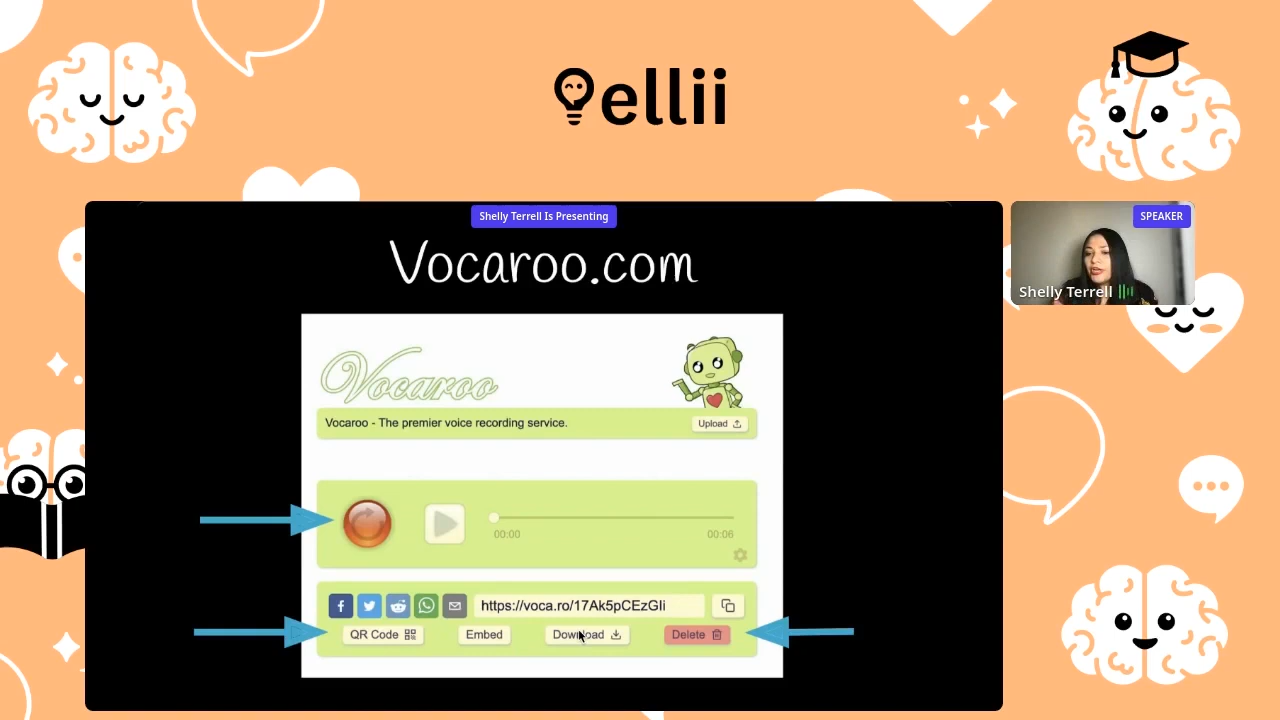 ellii
Shelly Terrell Is Presenting
SPEAKER
Vocaroo.com
Shelly Terrell
Vocaroo
Vocaroo - The premier voice recording service.
Upload
00:00
00:06
https://voca.ro/17Ak5pCEzGIi
QR Code
Embed
Download
Delete